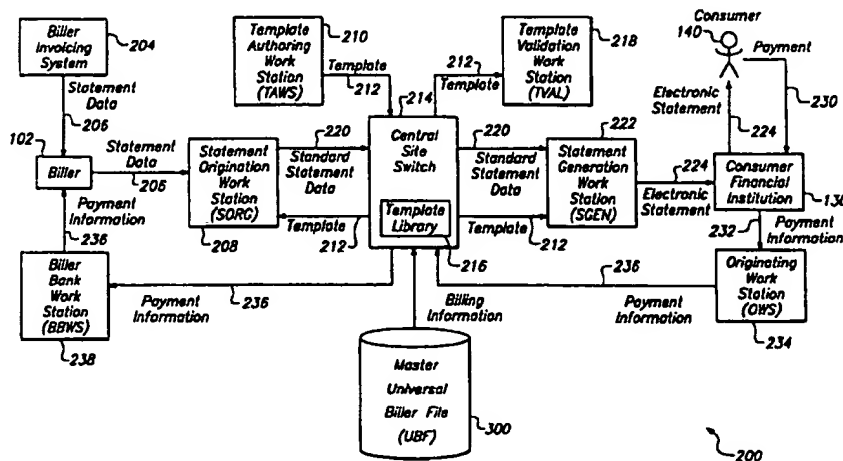 Biller
Invoicing
System
204
Statement
Data
206
102
Biller
Statement
Data
206
Payment
Information
236
Biller
Bank
Work
Station
(BBWS)
238
210
Template
Authoring
Work
Station
(TAWS)
Template
212
214
212
Template
Template
Validation
Work
Station
(TVAL)
218
Statement
Origination
Work
Station
(SORG)
208
220
Standard
Statement
Data
212
Template
Central
Site
Switch
Template
Library
216
220
Standard
Statement
Data
Template
212
222
Statement
Generation
Work
Station
(SGEN)
224
Electronic
Statement
Consumer
140
Payment
230
Electronic
Statement
224
Consumer
Financial
Institution
138
232
Payment
Information
Originating
Work
Station
(OWS)
234
236
Payment
Information
236
Payment
Information
Billing
Information
Master
Universal
Biller File
(UBF)
300
200